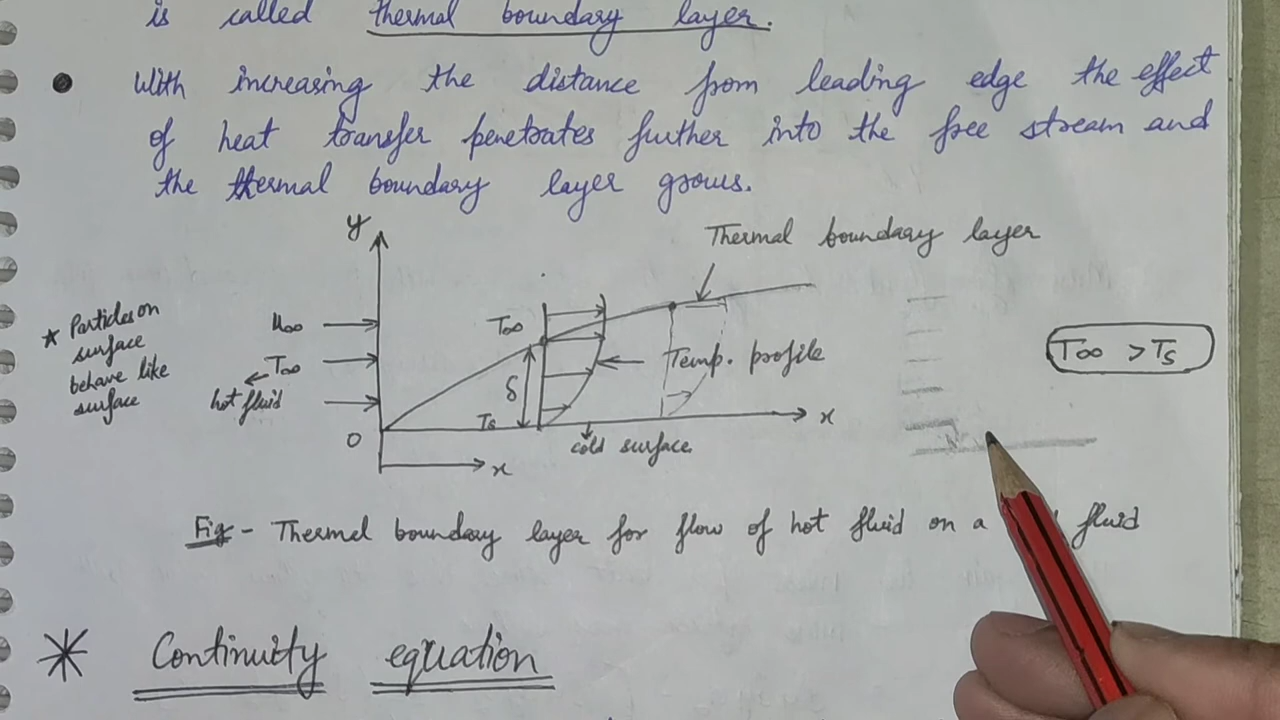 is called thermal boundary layer.
● With increasing the distance from leading edge the effect
of heat transfer penetrates further into the free stream and
the thermal boundary layer grows.
y
Thermal boundary layer
* Particles on
surface
behave like
surface
U∞
T∞
hot fluid
T∞
δ
Ts
Temp. profile
T∞ > Ts
0
x
cold surface
x
Fig - Thermal boundary layer for flow of hot fluid on a fluid
* Continuity equation